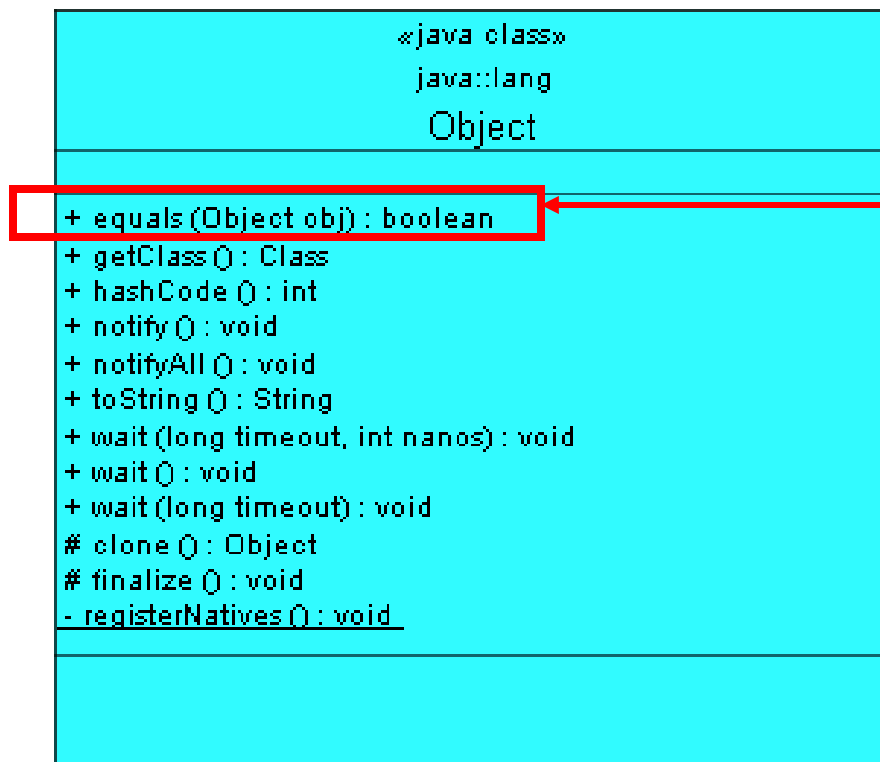 «java class»
java::lang
Object
+ equals (Object obj) : boolean
+ getClass () : Class
+ hashCode () : int
+ notify () : void
+ notifyAll () : void
+ toString () : String
+ wait (long timeout, int nanos) : void
+ wait () : void
+ wait (long timeout) : void
# clone () : Object
# finalize () : void
- registerNatives () : void